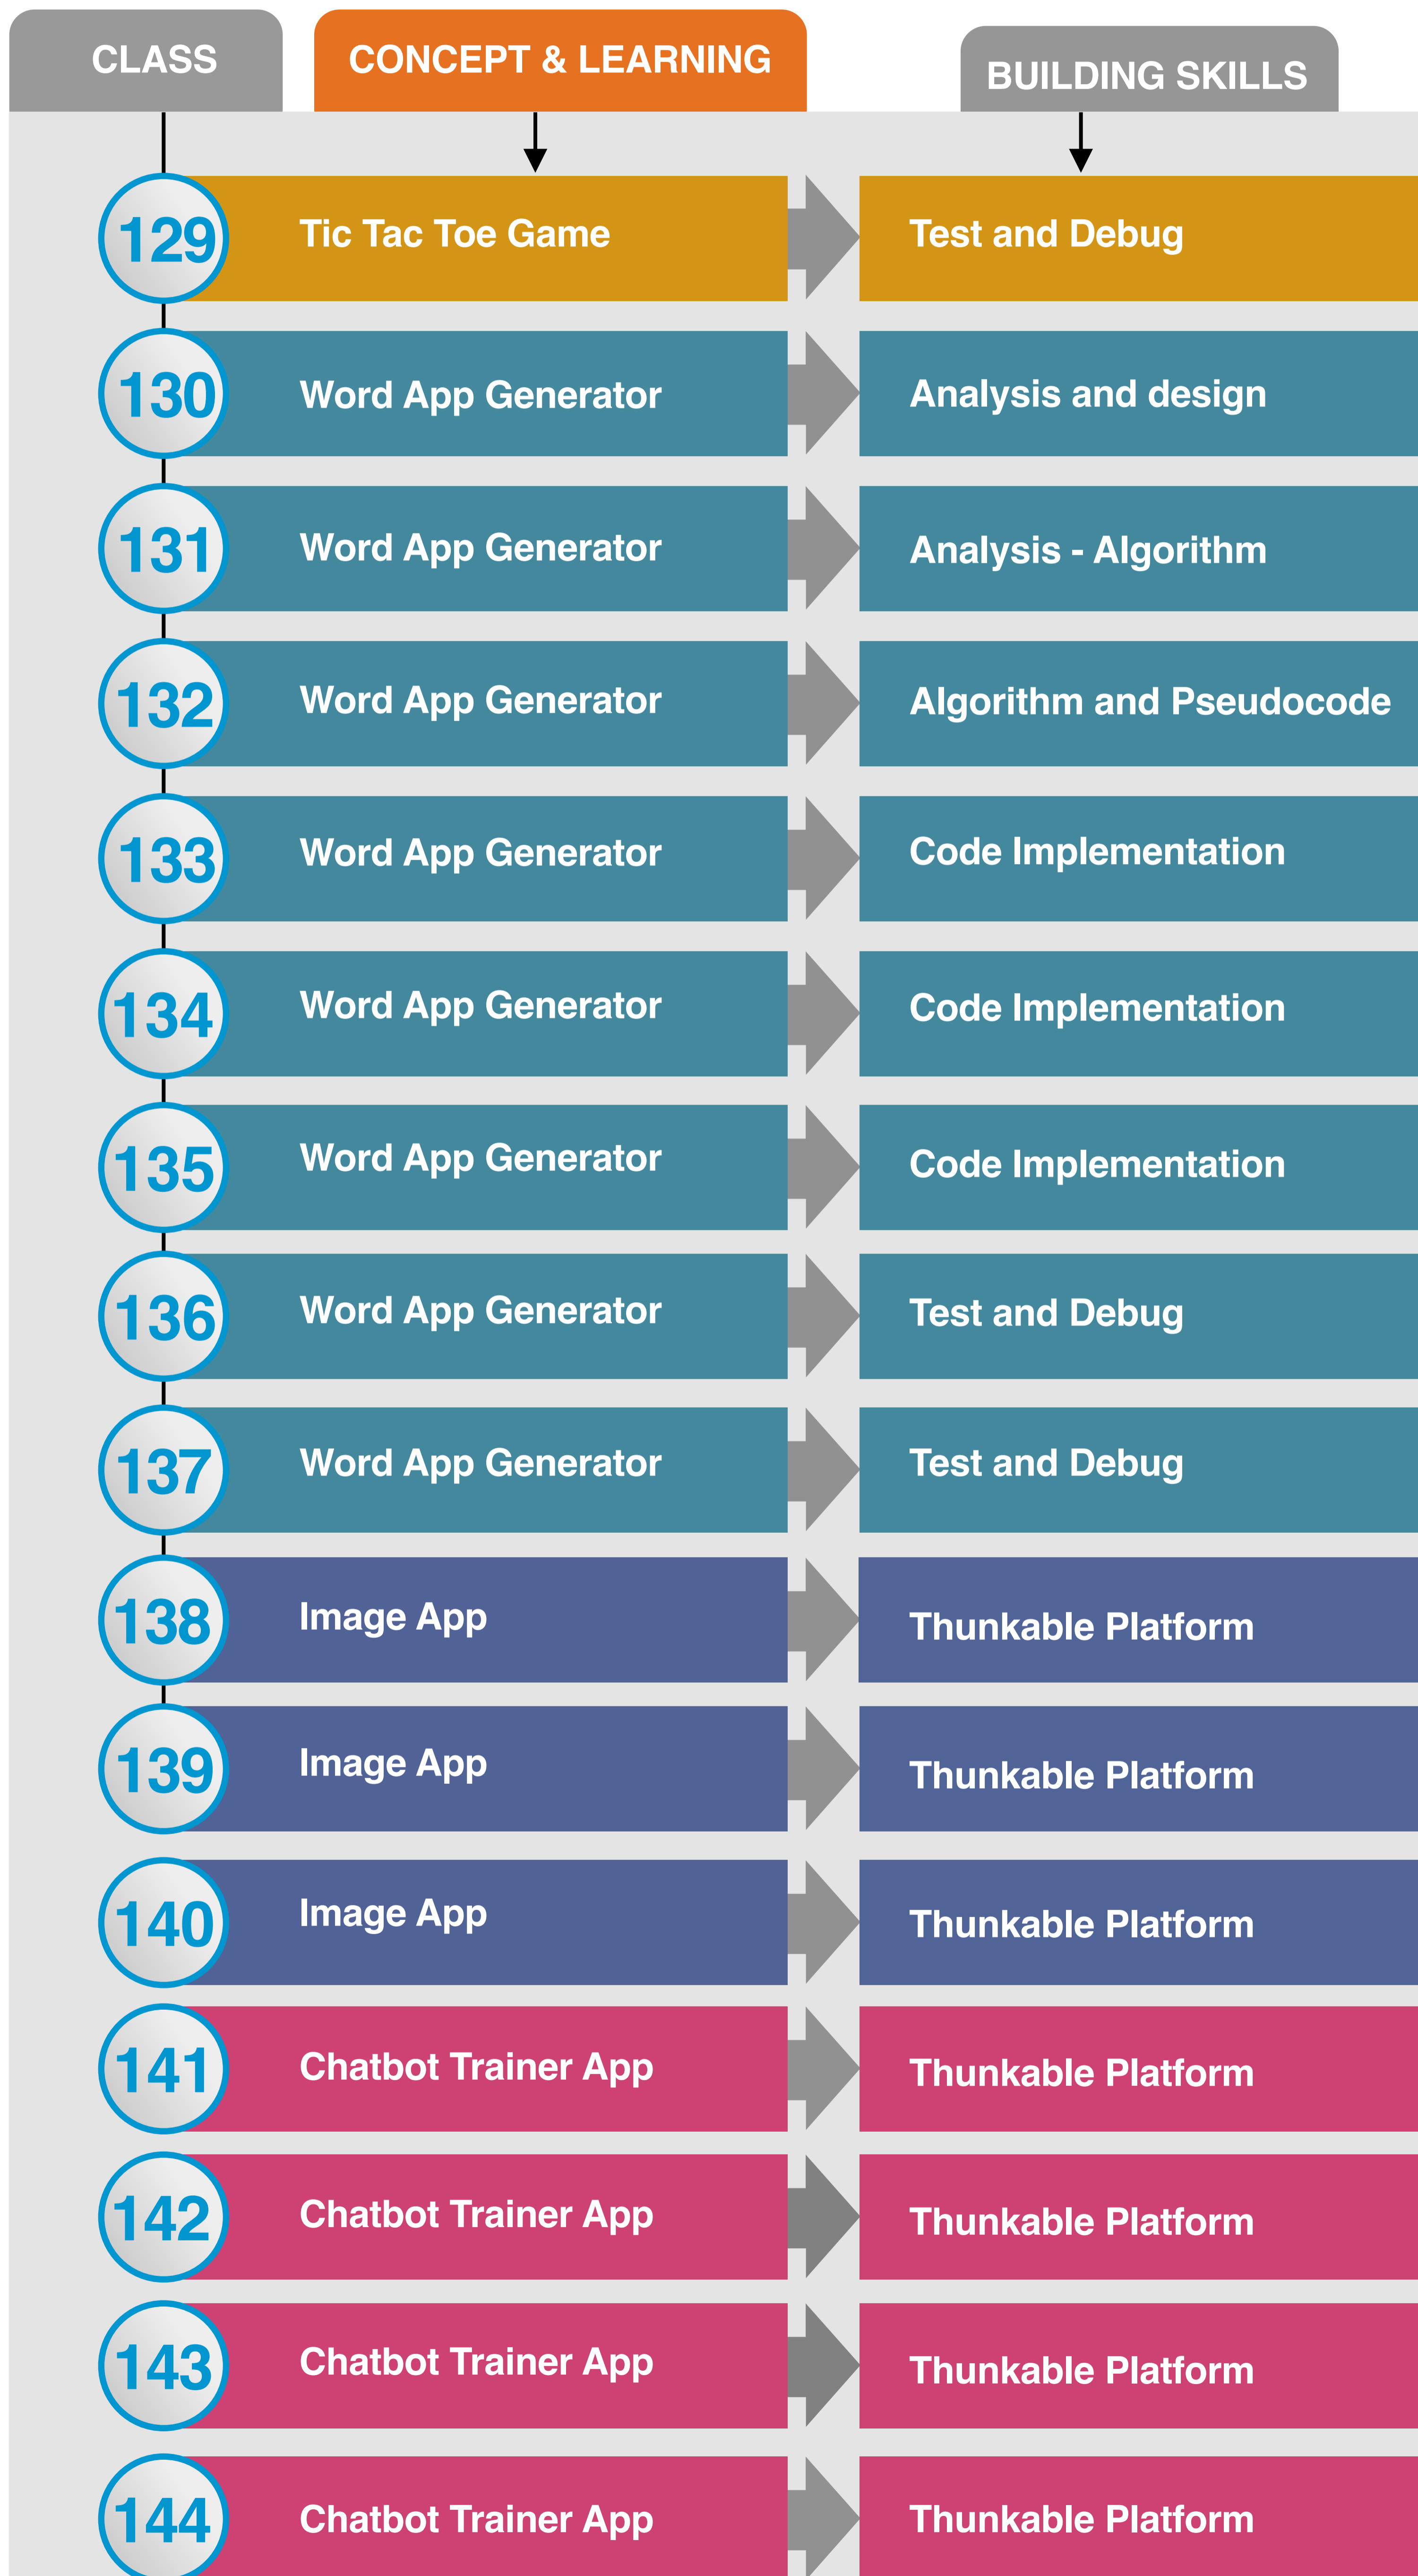 CLASS CONCEPT & LEARNING BUILDING SKILLS
129 Tic Tac Toe Game Test and Debug
130 Word App Generator Analysis and design
131 Word App Generator Analysis - Algorithm
132 Word App Generator Algorithm and Pseudocode
133 Word App Generator Code Implementation
134 Word App Generator Code Implementation
135 Word App Generator Code Implementation
136 Word App Generator Test and Debug
137 Word App Generator Test and Debug
138 Image App Thunkable Platform
139 Image App Thunkable Platform
140 Image App Thunkable Platform
141 Chatbot Trainer App Thunkable Platform
142 Chatbot Trainer App Thunkable Platform
143 Chatbot Trainer App Thunkable Platform
144 Chatbot Trainer App Thunkable Platform